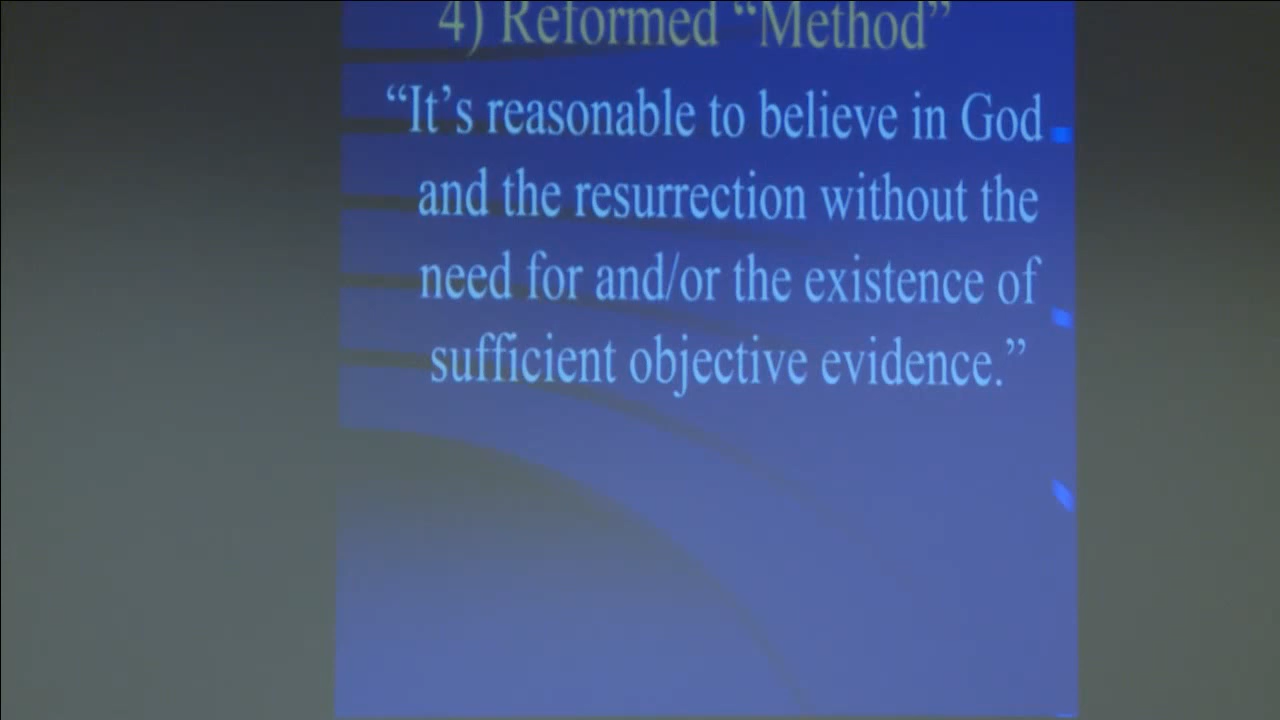 4) Reformed “Method”
“It’s reasonable to believe in God
and the resurrection without the
need for and/or the existence of
sufficient objective evidence.”